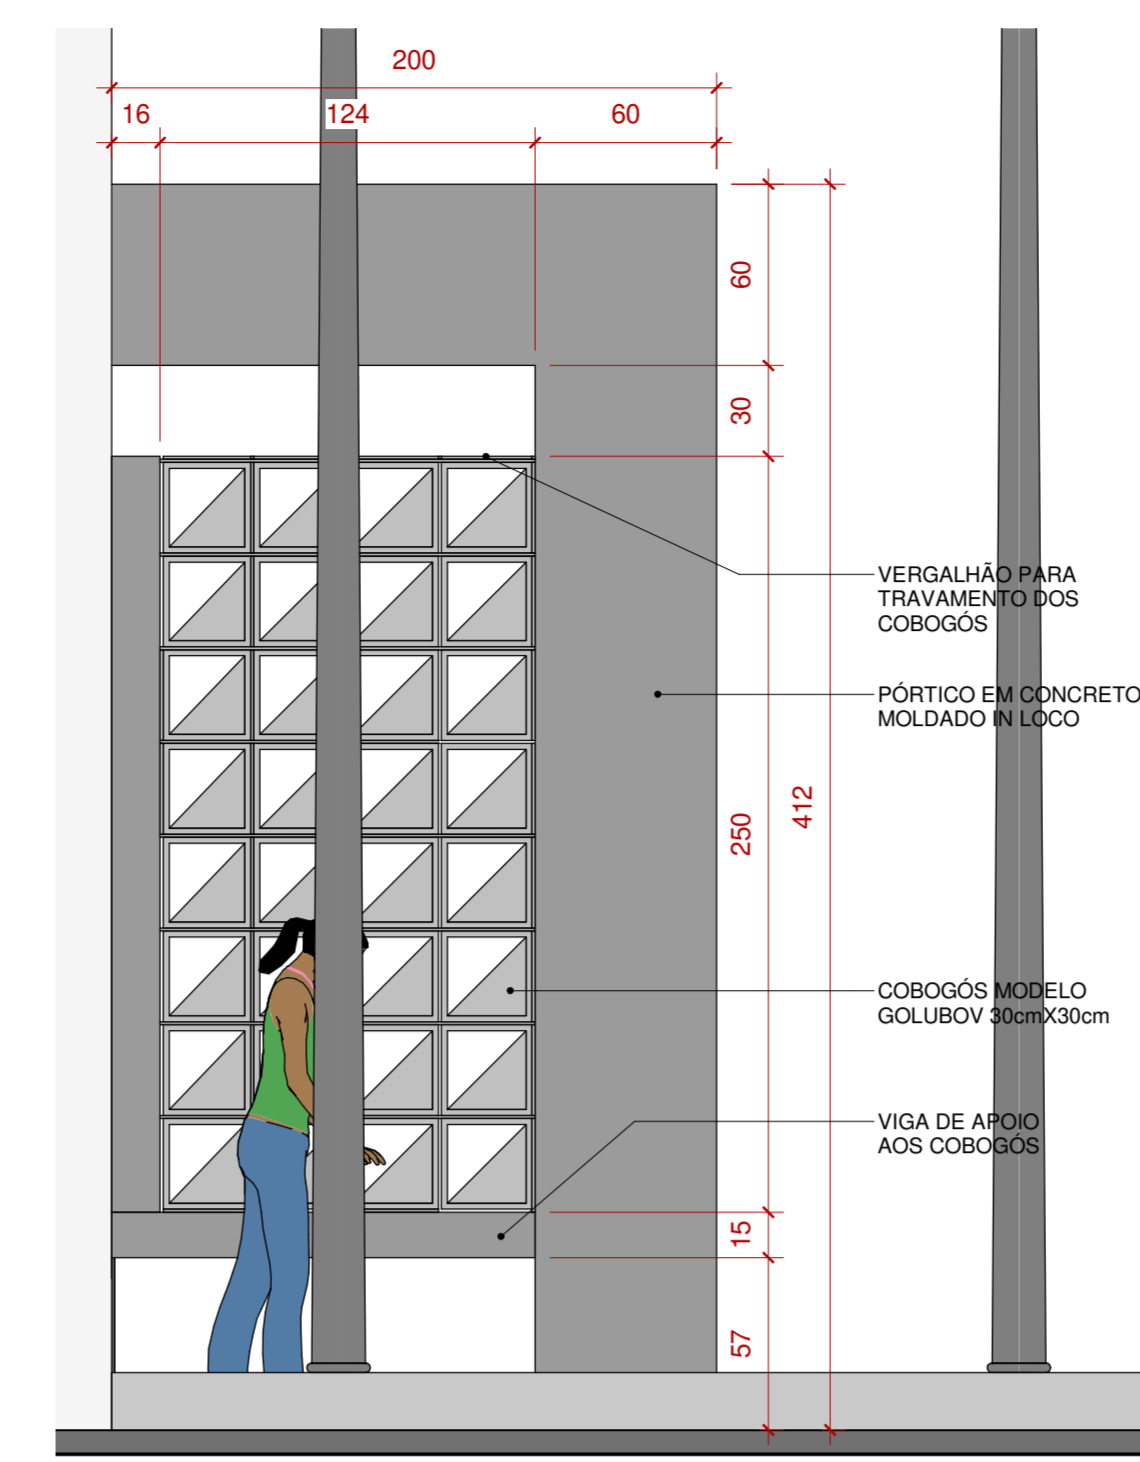 200
16
124
60
60
30
VERGALHÃO PARA
TRAVAMENTO DOS
COBOGÓS
PÓRTICO EM CONCRETO
MOLDADO IN LOCO
250
412
COBOGÓS MODELO
GOLUBOV 30cmX30cm
VIGA DE APOIO
AOS COBOGÓS
15
57